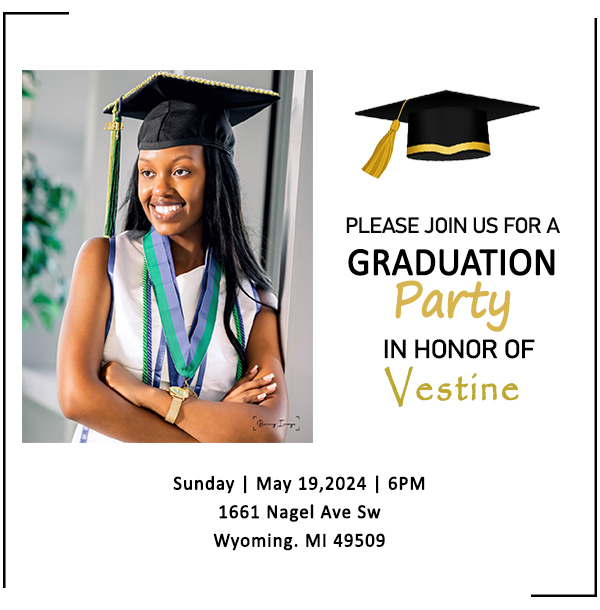 PLEASE JOIN US FOR A
GRADUATION
Party
IN HONOR OF
Vestine
Sunday | May 19,2024 | 6PM
1661 Nagel Ave Sw
Wyoming. MI 49509